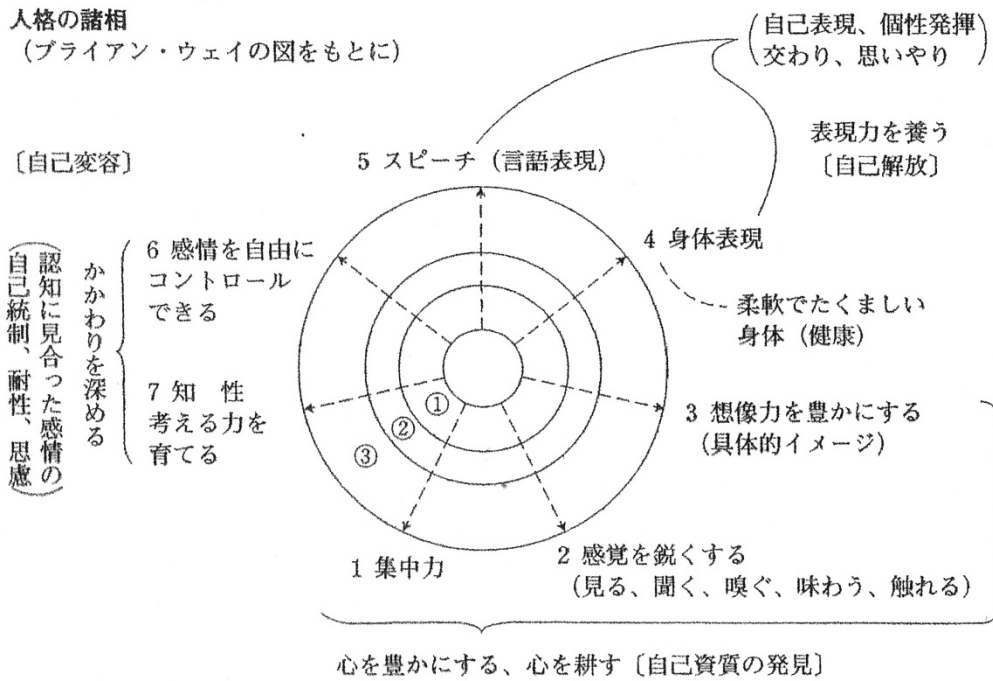 人格の諸相
(ブライアン・ウェイの図をもとに)
(自己表現、個性発揮
交わり、思いやり)
表現力を養う
〔自己解放〕
〔自己変容〕
5 スピーチ (言語表現)
4 身体表現
柔軟でたくましい
身体 (健康)
6 感情を自由に
コントロール
できる
7 知 性
考える力を
育てる
かかわりを深める
(認知に見合った感情の
自己統制、耐性、思慮)
①
②
③
3 想像力を豊かにする
(具体的イメージ)
1 集中力
2 感覚を鋭くする
(見る、聞く、嗅ぐ、味わう、触れる)
心を豊かにする、心を耕す〔自己資質の発見〕